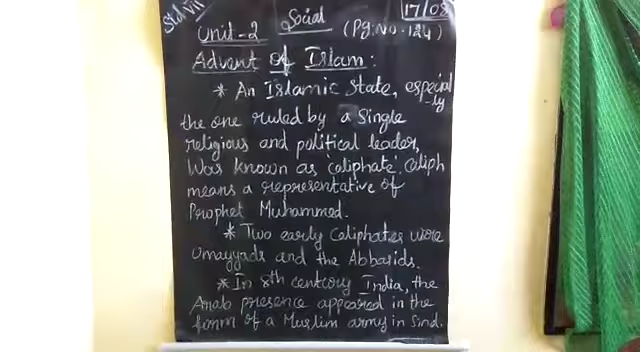 Std.VII
Social
17/08
Unit-2
(Pg.No-124)
Advent of Islam:
* An Islamic State, especial
-ly
the one ruled by a Single
religious and political leader,
Was known as 'caliphate'. Caliph
means a representative of
Prophet Muhammed.
* Two early Caliphates were
Umayyads and the Abbasids.
* In 8th century India, the
Arab presence appeared in the
form of a Muslim army in Sind.